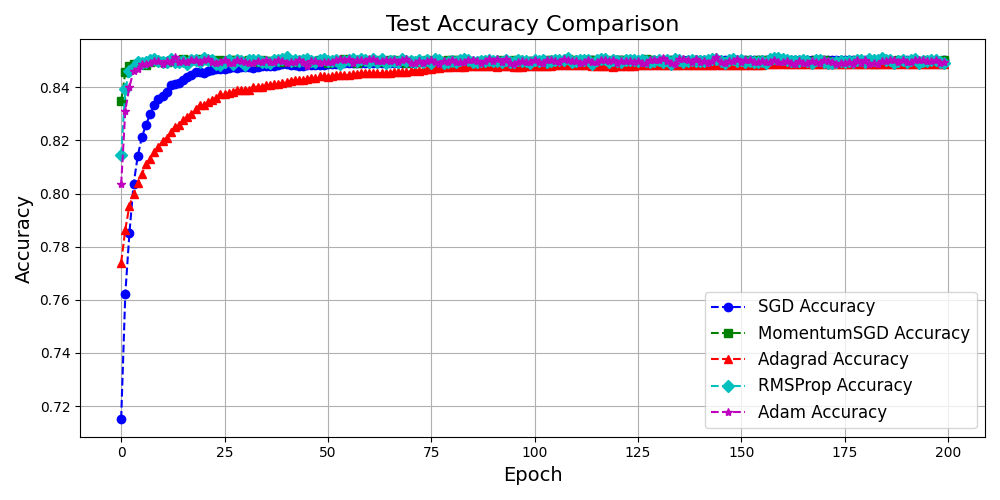 Test Accuracy Comparison
Accuracy
0.84
0.82
0.80
0.78
0.76
0.74
0.72
SGD Accuracy
MomentumSGD Accuracy
Adagrad Accuracy
RMSProp Accuracy
Adam Accuracy
0 25 50 75 100 125 150 175 200
Epoch